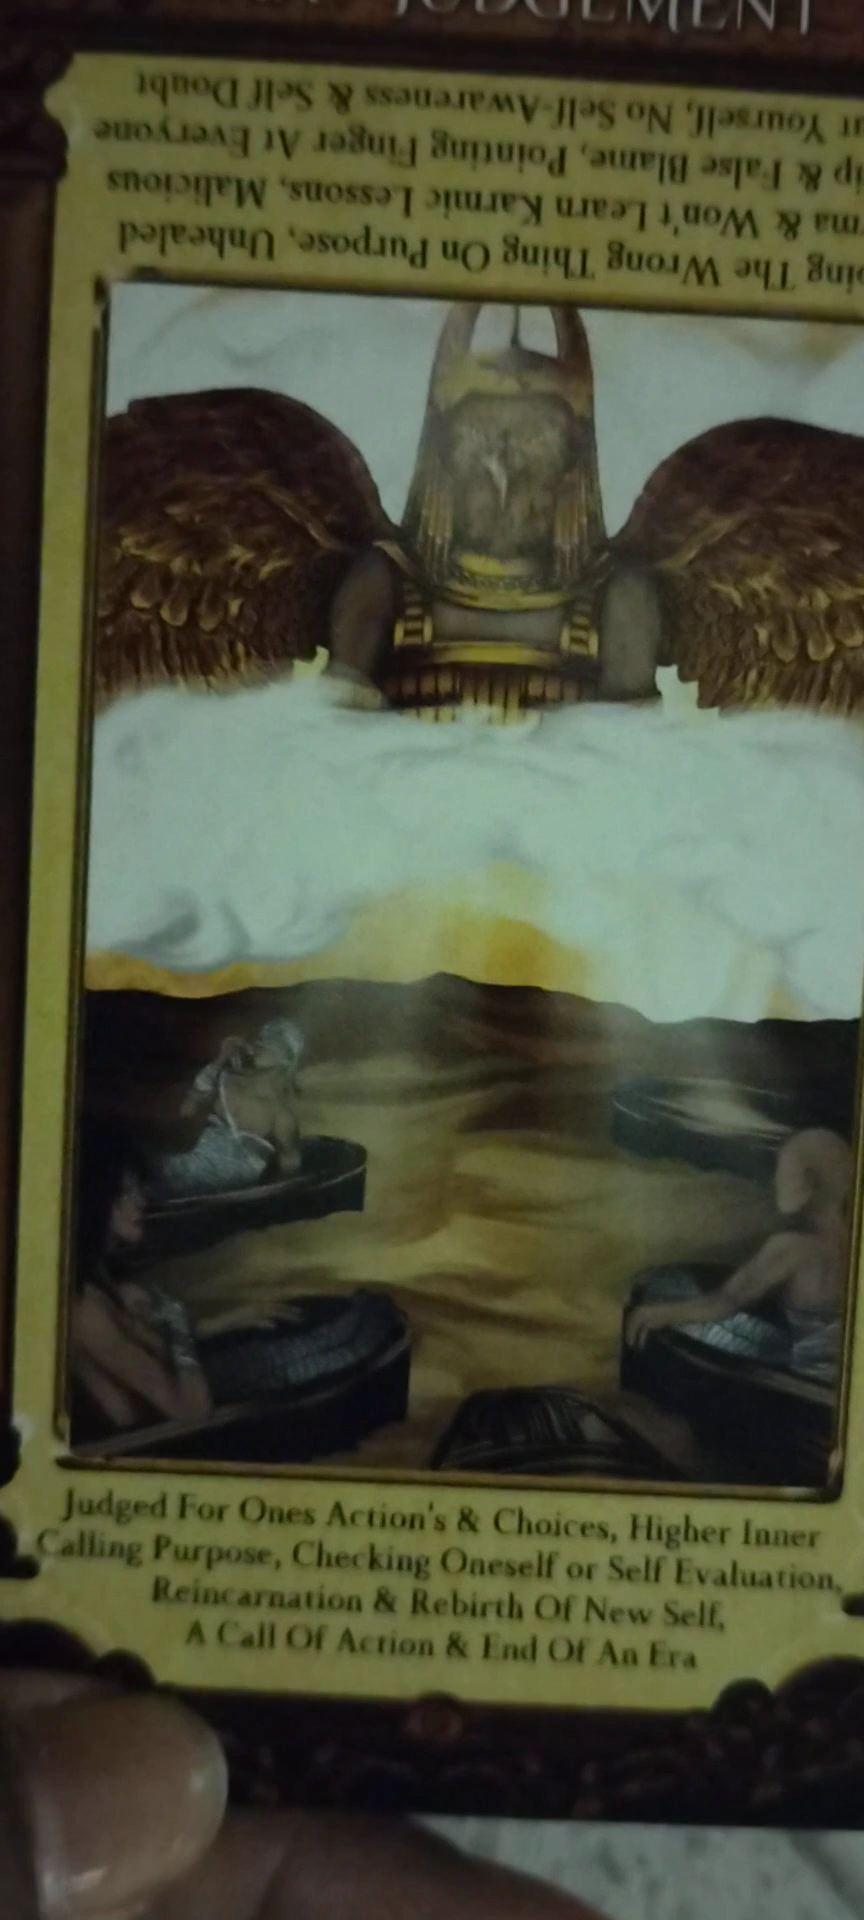 JUDGEMENT
oing The Wrong Thing On Purpose, Unhealed
ma & Won't Learn Karmic Lessons, Malicious
ip & False Blame, Pointing Finger At Everyone
ut Yourself, No Self-Awareness & Self Doubt
Judged For Ones Action's & Choices, Higher Inner
Calling Purpose, Checking Oneself or Self Evaluation,
Reincarnation & Rebirth Of New Self,
A Call Of Action & End Of An Era